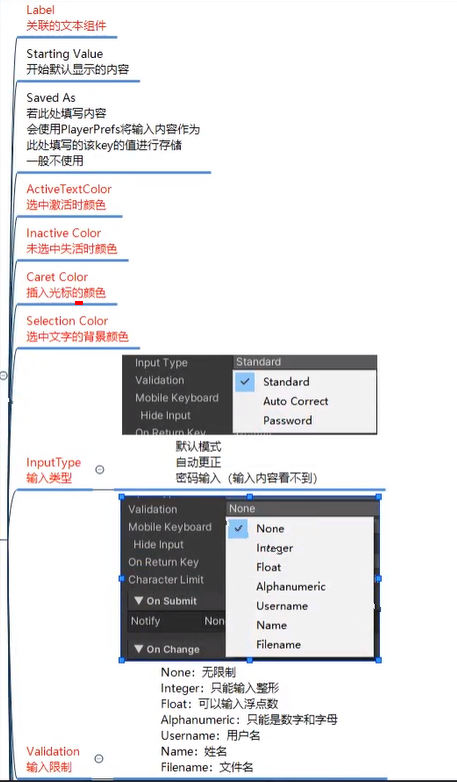 Label
关联的文本组件
Starting Value
开始默认显示的内容
Saved As
若此处填写内容
会使用PlayerPrefs将输入内容作为
此处填写的该key的值进行存储
一般不使用
ActiveTextColor
选中激活时颜色
Inactive Color
未选中失活时颜色
Caret Color
插入光标的颜色
Selection Color
选中文字的背景颜色
Input Type Standard
Validation
Standard
Mobile Keyboard
Auto Correct
Hide Input
Password
On Return Key
默认模式
自动更正
密码输入（输入内容看不到）
InputType
输入类型
Validation None
Mobile Keyboard
None
Hide Input
Integer
On Return Key
Float
Character Limit
Alphanumeric
On Submit
Username
Notify Non
Name
On Change
Filename
None：无限制
Integer：只能输入整形
Float：可以输入浮点数
Alphanumeric：只能是数字和字母
Username：用户名
Name：姓名
Filename：文件名
Validation
输入限制